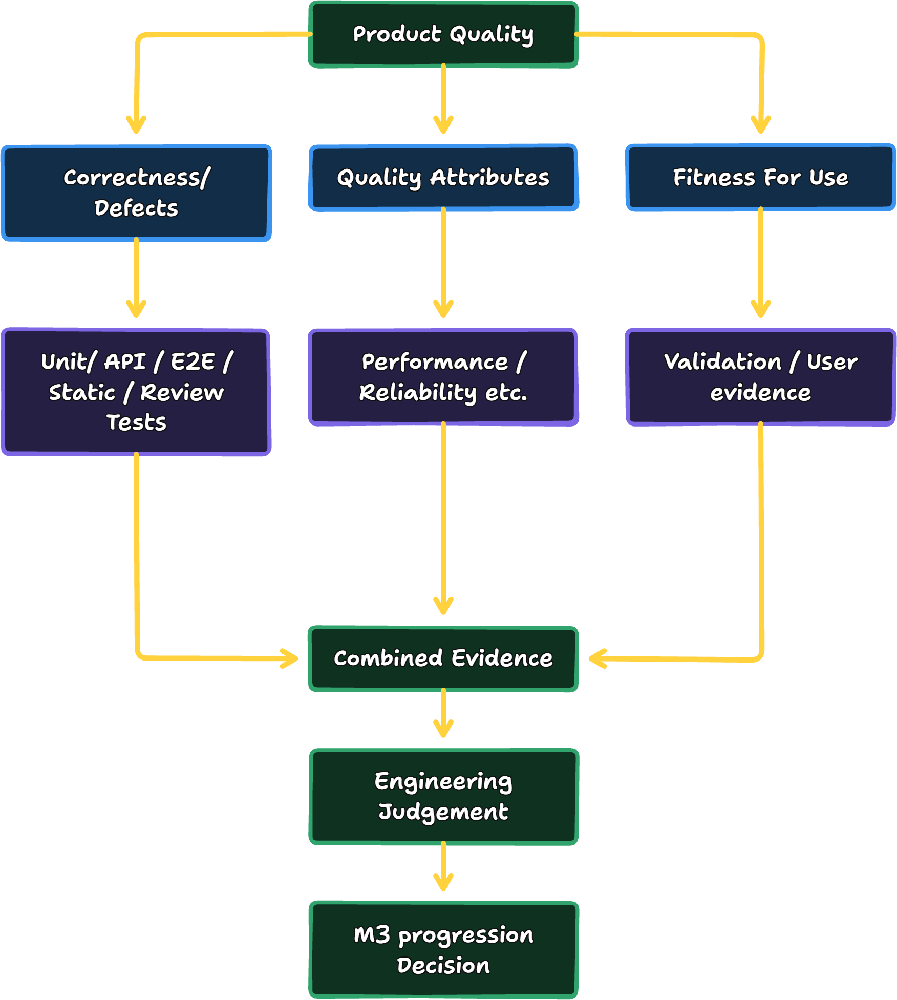 Product Quality
Correctness/
Defects
Quality Attributes
Fitness For Use
Unit/ API / E2E /
Static / Review
Tests
Performance /
Reliability etc.
Validation / User
evidence
Combined Evidence
Engineering
Judgement
M3 progression
Decision